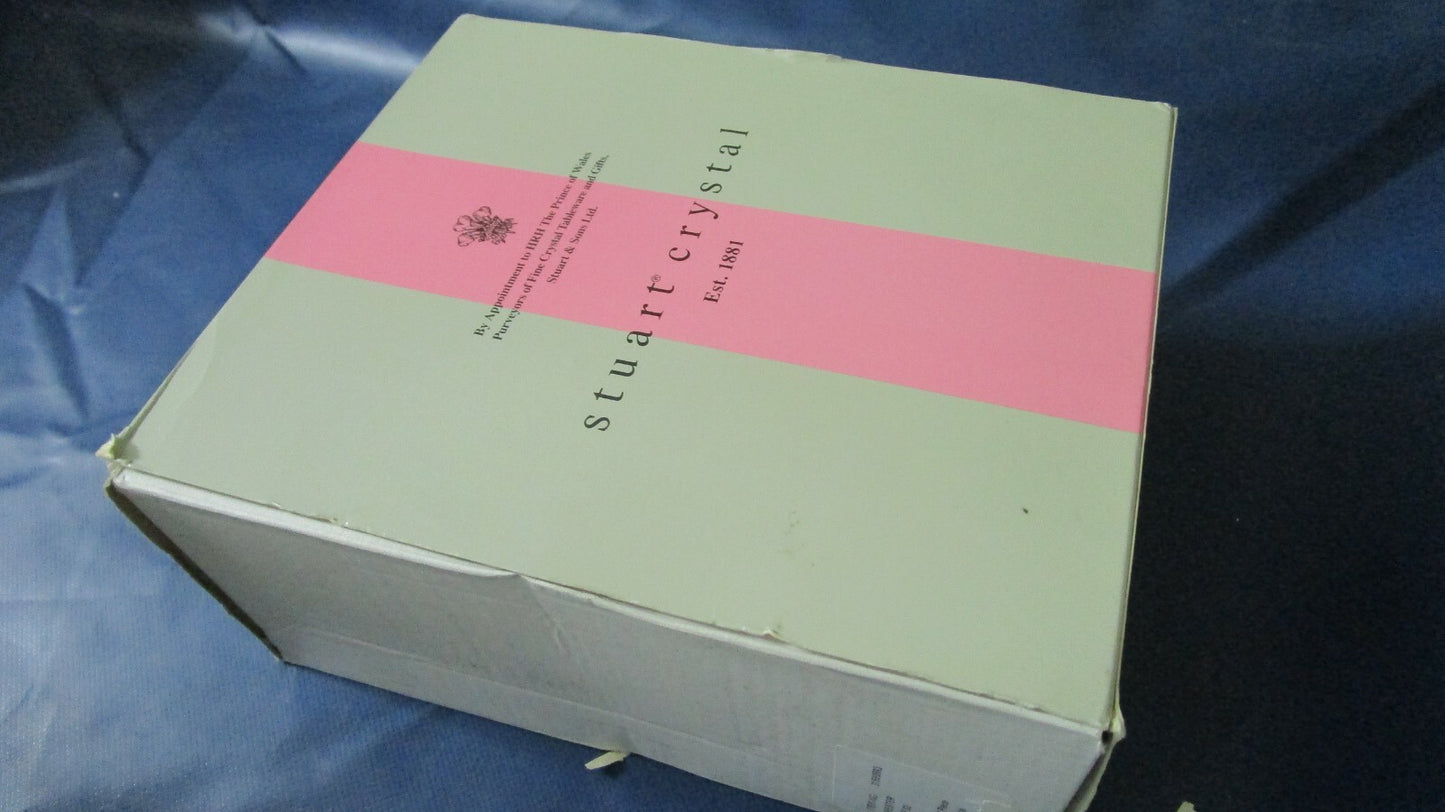 By Appointment to HRH The Prince of Wales
Purveyors of Fine Crystal Tableware and Gifts.
Stuart & Sons Ltd.
stuart® crystal
Est. 1881